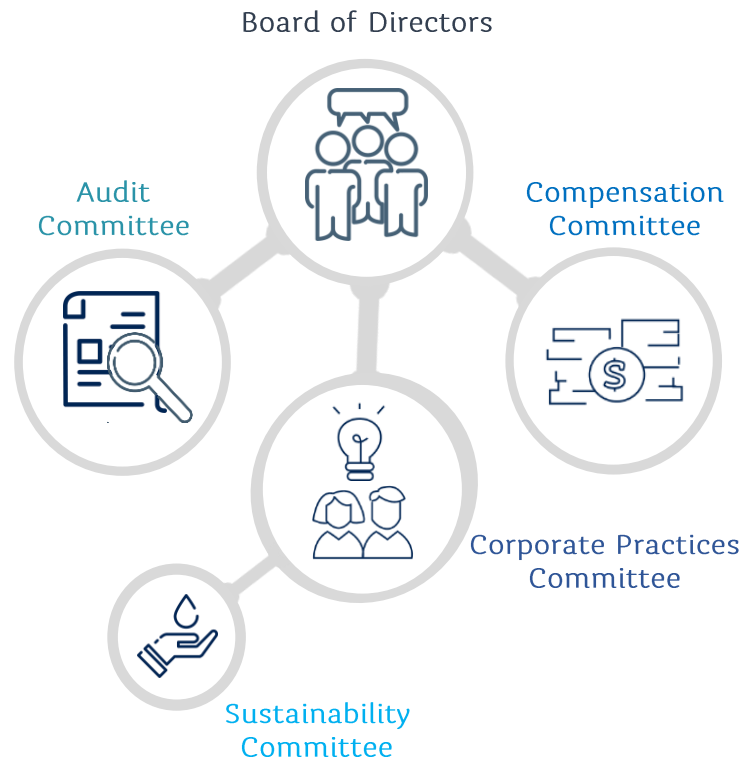 Board of Directors
Audit
Committee
Compensation
Committee
$
Corporate Practices
Committee
Sustainability
Committee